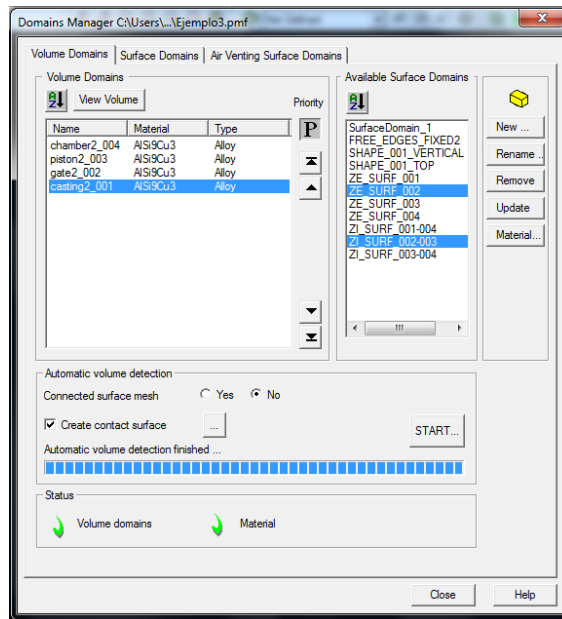 Domains Manager C:\Users\...\Ejemplo3.pmf
Volume Domains Surface Domains Air Venting Surface Domains
Volume Domains
View Volume
Priority
P
Name Material Type
chamber2_004 AlSi9Cu3 Alloy
piston2_003 AlSi9Cu3 Alloy
gate2_002 AlSi9Cu3 Alloy
casting2_001 AlSi9Cu3 Alloy
Available Surface Domains
SurfaceDomain_1
FREE_EDGES_FIXED2
SHAPE_001_VERTICAL
SHAPE_001_TOP
ZE_SURF_001
ZE_SURF_002
ZE_SURF_003
ZE_SURF_004
ZI_SURF_001-004
ZI_SURF_002-003
ZI_SURF_003-004
New ...
Rename ..
Remove
Update
Material...
Automatic volume detection
Connected surface mesh Yes No
Create contact surface ...
START...
Automatic volume detection finished ...
Status
Volume domains Material
Close Help